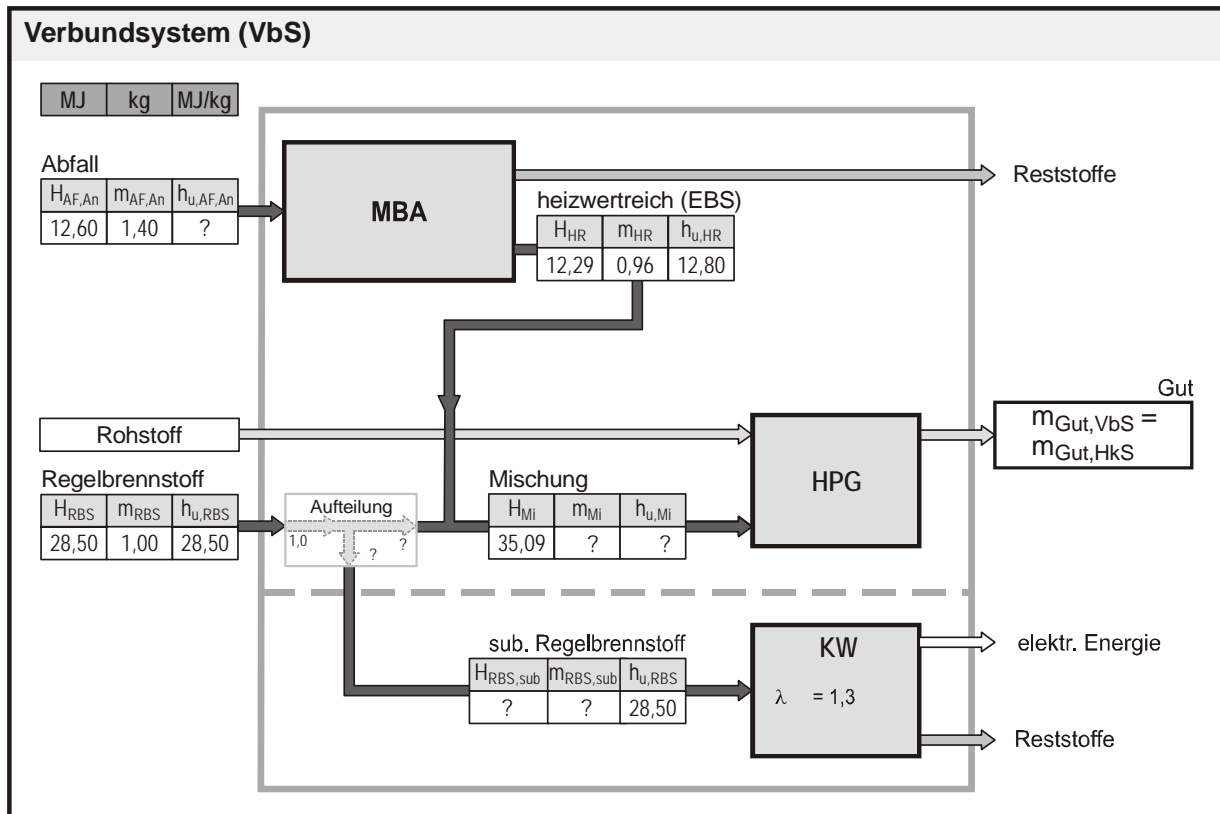 Verbundsystem (VbS)
MJ kg MJ/kg
Abfall
H_AF,An m_AF,An h_u,AF,An
12,60 1,40 ?
MBA
Reststoffe
heizwertreich (EBS)
H_HR m_HR h_u,HR
12,29 0,96 12,80
Rohstoff
HPG
Gut
m_Gut,VbS =
m_Gut,HkS
Regelbrennstoff
H_RBS m_RBS h_u,RBS
28,50 1,00 28,50
Aufteilung
1,0 ? ?
Mischung
H_Mi m_Mi h_u,Mi
35,09 ? ?
sub. Regelbrennstoff
H_RBS,sub m_RBS,sub h_u,RBS
? ? 28,50
KW
λ = 1,3
elektr. Energie
Reststoffe